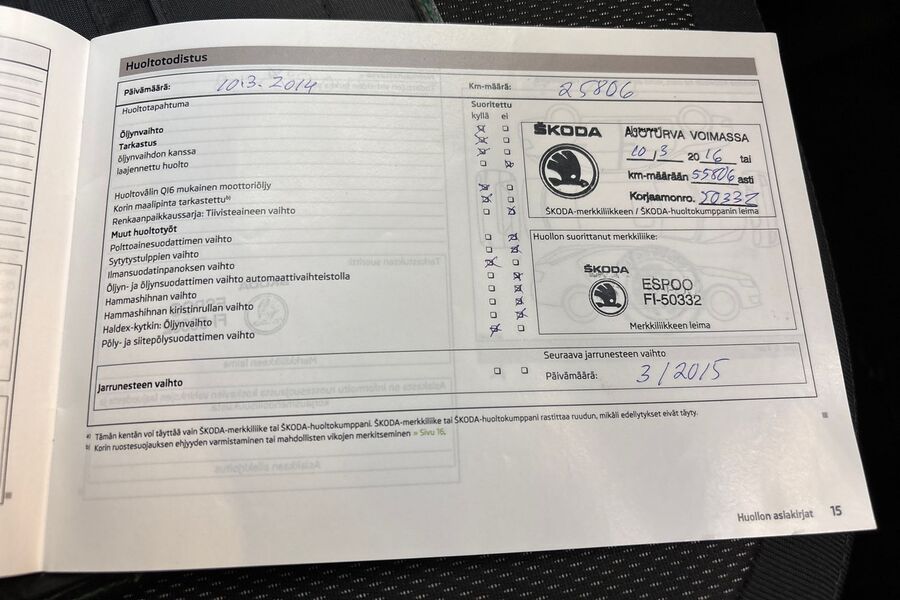 Huoltotodistus
Päivämäärä: 10.3.2014 Km-määrä: 25806
Huoltotapahtuma Suoritettu
kyllä ei
Öljynvaihto
Tarkastus
öljynvaihdon kanssa
laajennettu huolto
Huoltovälin QI6 mukainen moottoriöljy
Korin maalipinta tarkastettu b)
Renkaanpaikkaussarja: Tiivisteaineen vaihto
Muut huoltotyöt
Polttoainesuodattimen vaihto
Sytytystulppien vaihto
Ilmansuodatinpanoksen vaihto
Öljyn- ja öljynsuodattimen vaihto automaattivaihteistolla
Hammashihnan vaihto
Hammashihnan kiristinrullan vaihto
Haldex-kytkin: Öljynvaihto
Pöly- ja siitepölysuodattimen vaihto
ŠKODA AJOTURVA VOIMASSA
10 / 3 2016 tai
km-määrään 55806 asti
Korjaamonro. 50332
ŠKODA-merkkiliikkeen / ŠKODA-huoltokumppanin leima
Huollon suorittanut merkkiliike:
ŠKODA
ESPOO
FI-50332
Merkkiliikkeen leima
Jarrunesteen vaihto
Seuraava jarrunesteen vaihto
Päivämäärä: 3/2015
a) Tämän kentän voi täyttää vain ŠKODA-merkkiliike tai ŠKODA-huoltokumppani. ŠKODA-merkkiliike tai ŠKODA-huoltokumppani rastittaa ruudun, mikäli edellytykset eivät täyty.
b) Korin ruostesuojauksen ehjyyden varmistaminen tai mahdollisten vikojen merkitseminen » Sivu 16.
Huollon asiakirjat 15